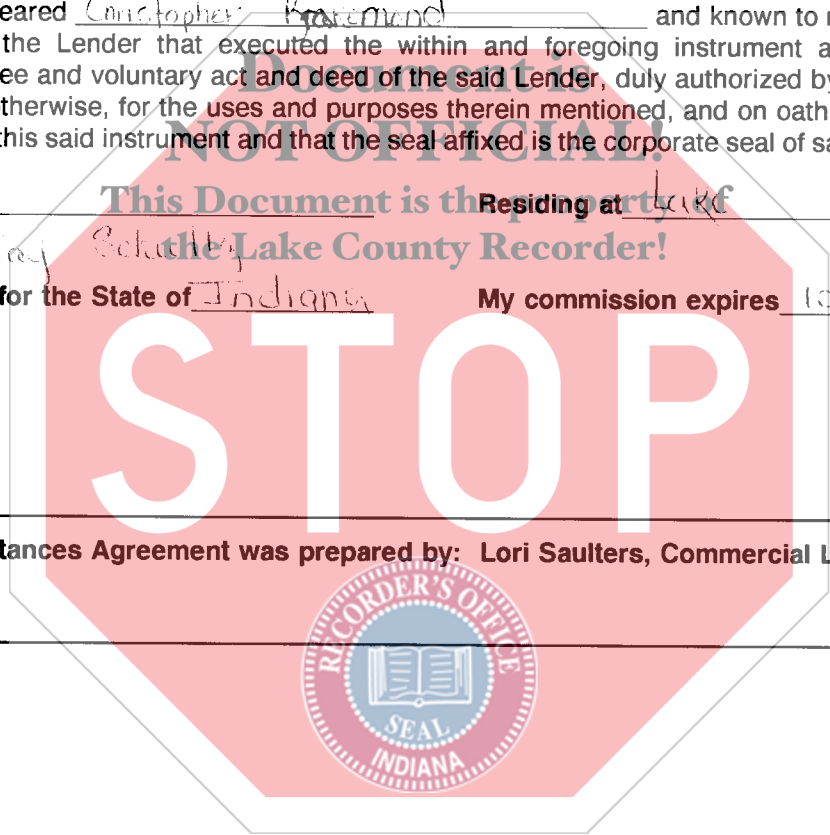 eared Christopher and known to
the Lender that executed the within and foregoing instrument a
ee and voluntary act and deed of the said Lender, duly authorized by
therwise, for the uses and purposes therein mentioned, and on oath
this said instrument and that the seal affixed is the corporate seal of sa
Document is
NOT OFFICIAL!
This Document is the property of
the Lake County Recorder!
Residing at Lake
for the State of Indiana My commission expires
STOP
tances Agreement was prepared by: Lori Saulters, Commercial L
RECORDER'S OFFICE
SEAL
INDIANA